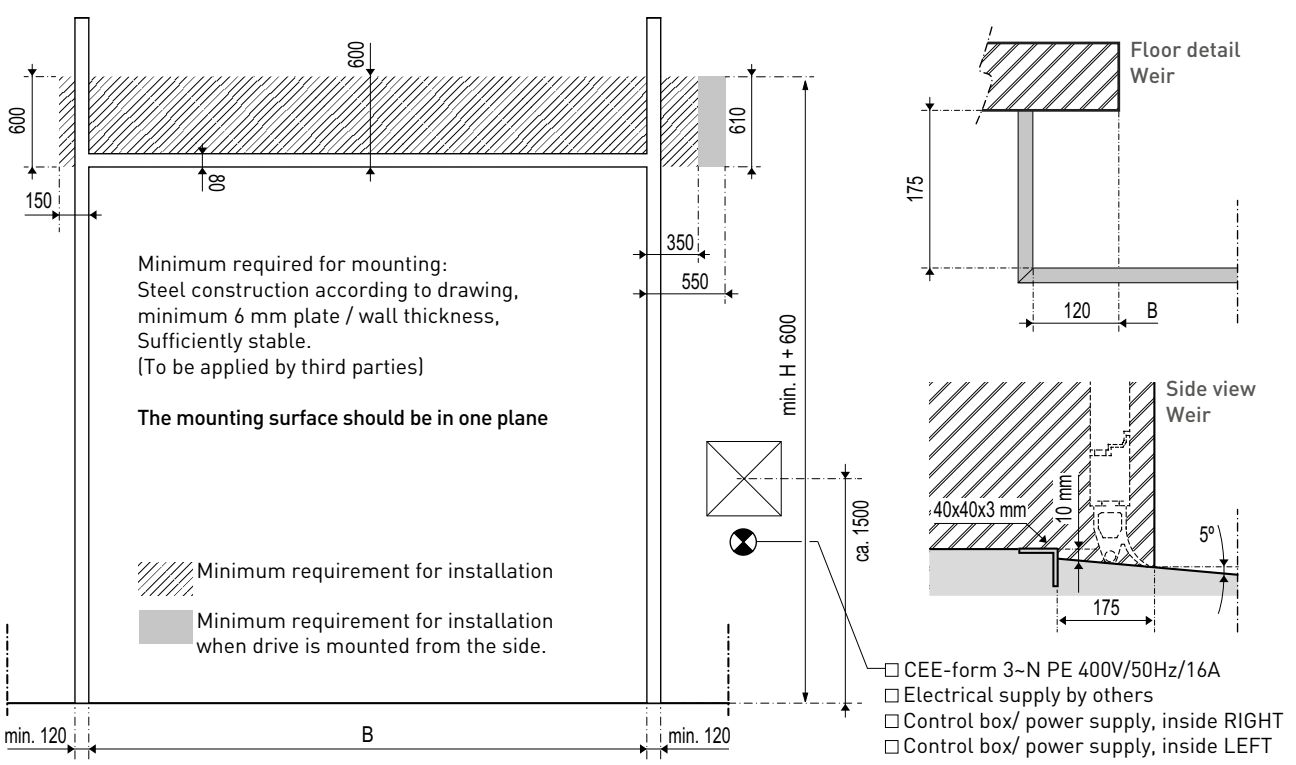 600
600
610
80
150
350
550
Minimum required for mounting:
Steel construction according to drawing,
minimum 6 mm plate / wall thickness,
Sufficiently stable.
(To be applied by third parties)
The mounting surface should be in one plane
min. H + 600
ca. 1500
Minimum requirement for installation
Minimum requirement for installation
when drive is mounted from the side.
min. 120
B
min. 120
Floor detail
Weir
175
120
B
Side view
Weir
40x40x3 mm
10 mm
5º
175
CEE-form 3~N PE 400V/50Hz/16A
Electrical supply by others
Control box/ power supply, inside RIGHT
Control box/ power supply, inside LEFT